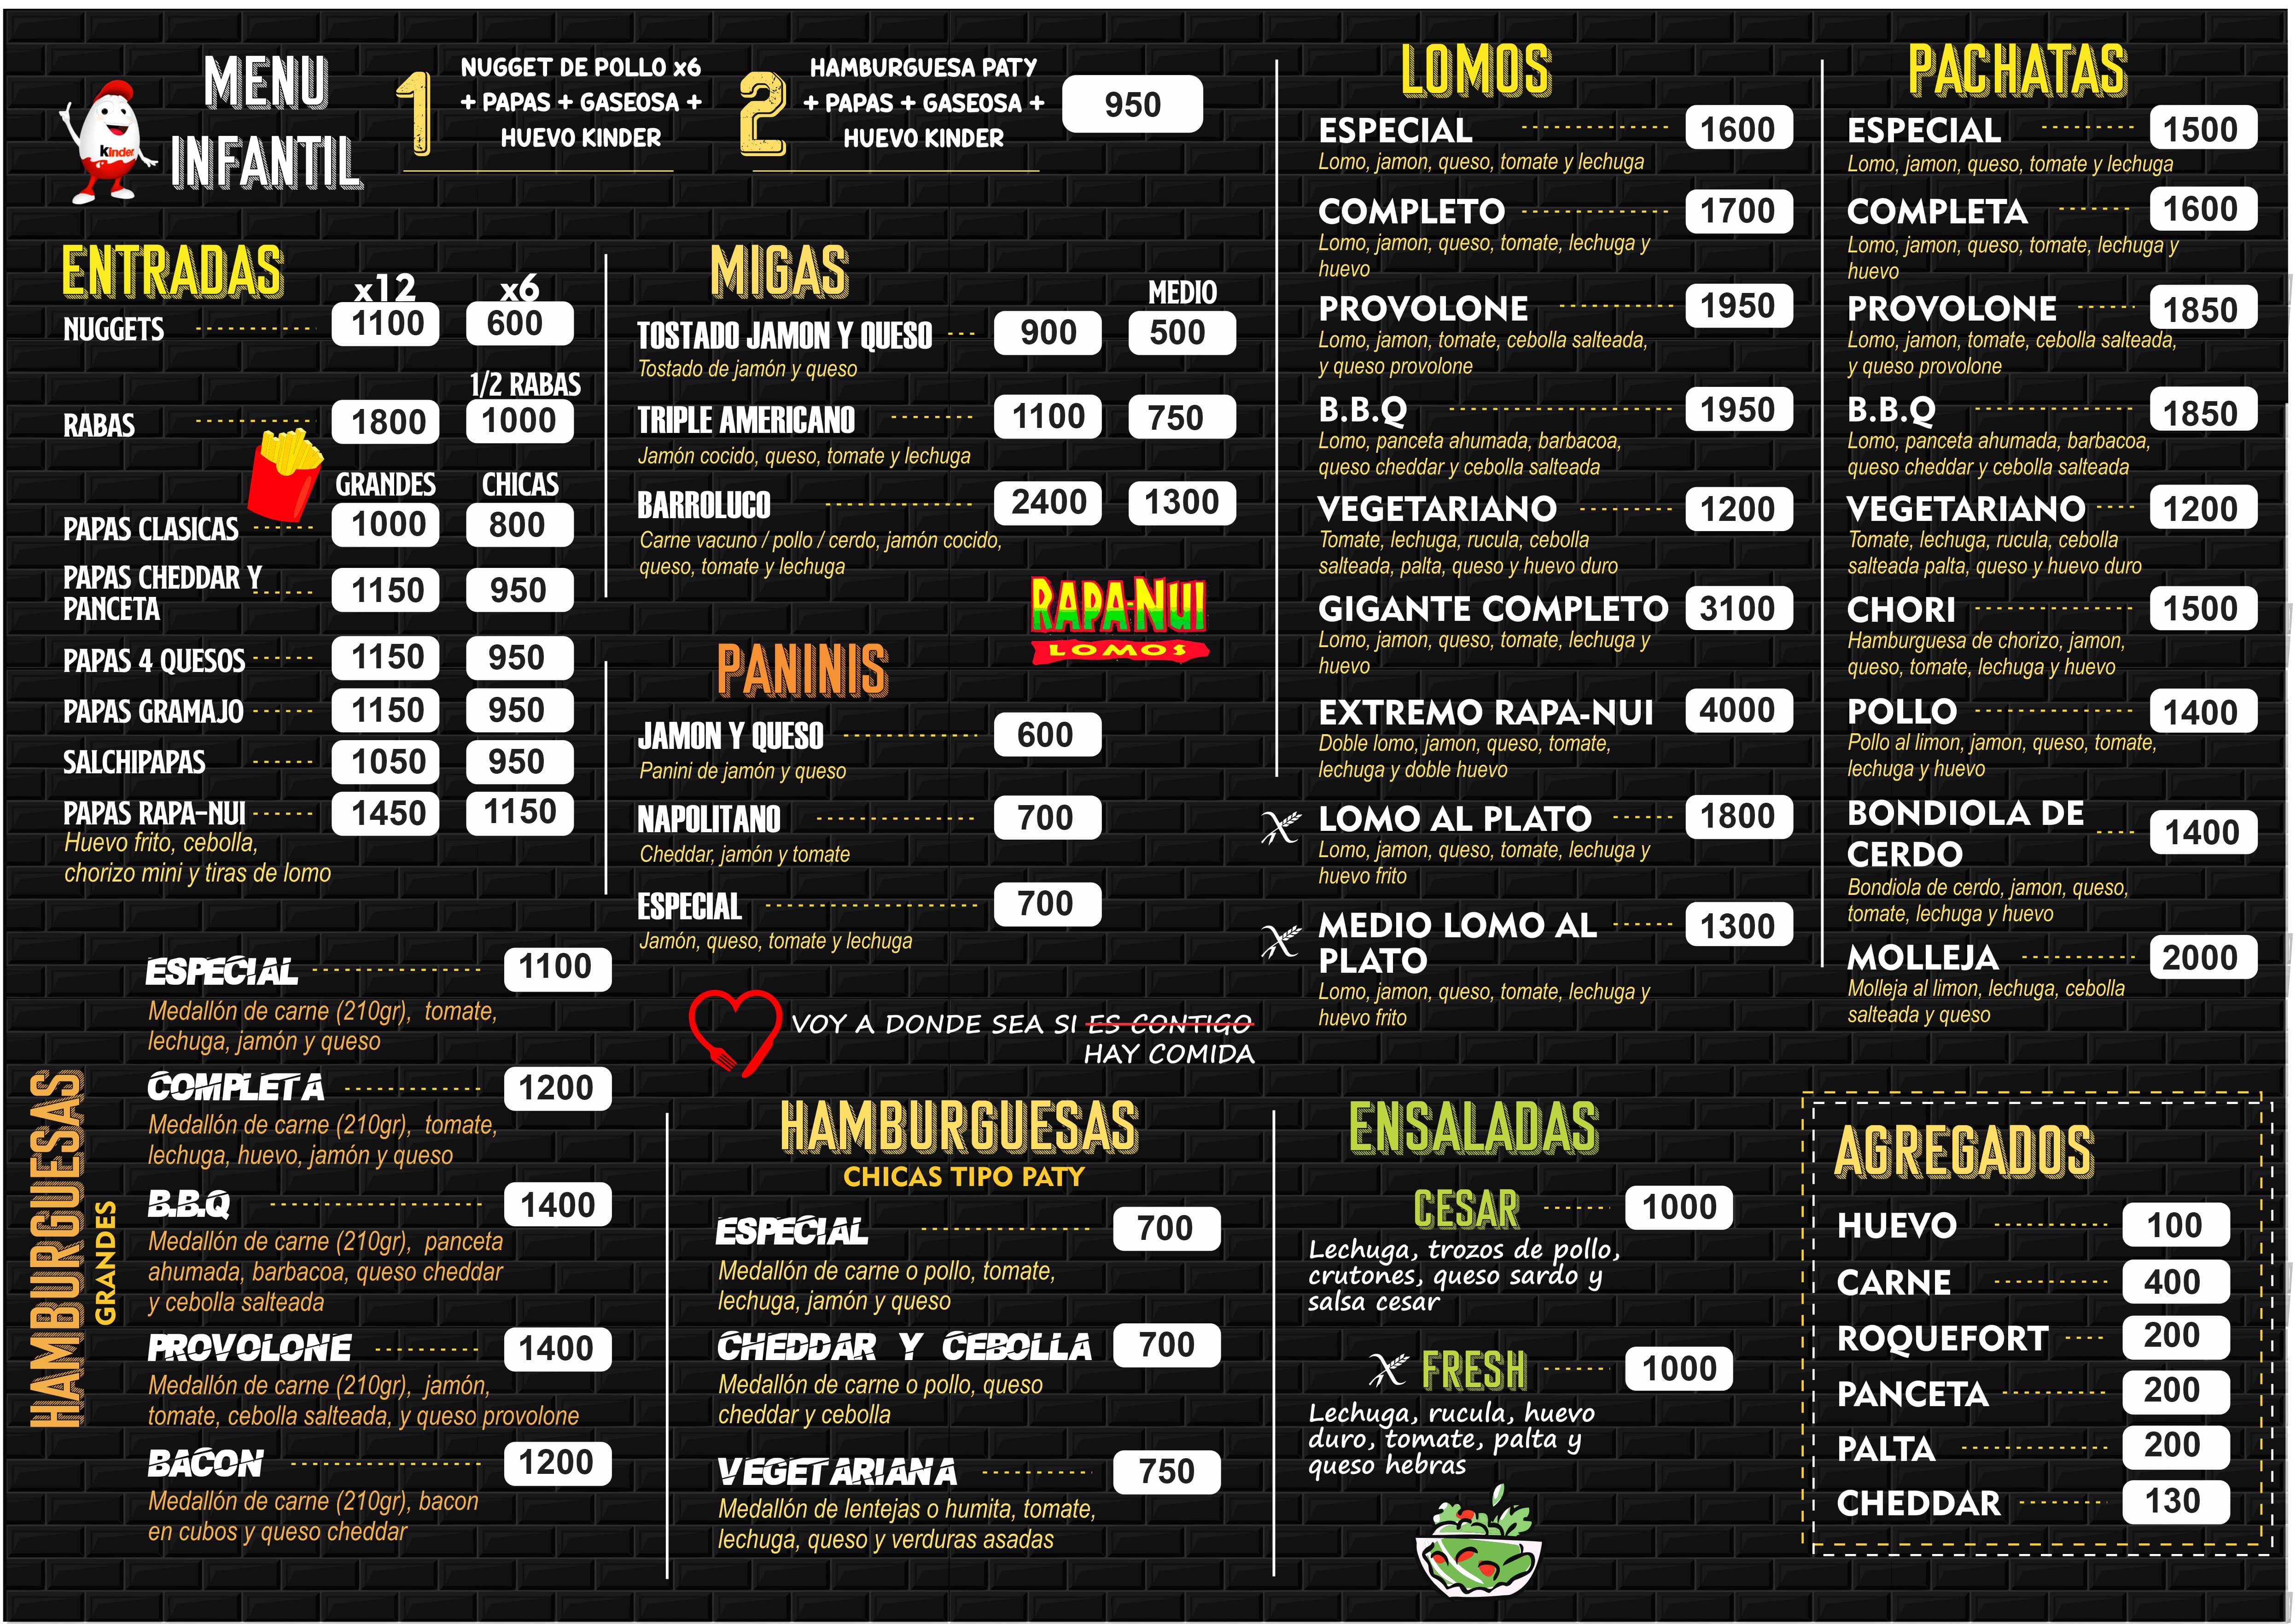 MENU
INFANTIL
Kinder
1
NUGGET DE POLLO x6
+ PAPAS + GASEOSA +
HUEVO KINDER
2
HAMBURGUESA PATY
+ PAPAS + GASEOSA +
HUEVO KINDER
950
ENTRADAS
x12 x6
NUGGETS 1100 600
1/2 RABAS
RABAS 1800 1000
GRANDES CHICAS
PAPAS CLASICAS 1000 800
PAPAS CHEDDAR Y
PANCETA 1150 950
PAPAS 4 QUESOS 1150 950
PAPAS GRAMAJO 1150 950
SALCHIPAPAS 1050 950
PAPAS RAPA-NUI 1450 1150
Huevo frito, cebolla,
chorizo mini y tiras de lomo
MIGAS
MEDIO
TOSTADO JAMON Y QUESO 900 500
Tostado de jamón y queso
TRIPLE AMERICANO 1100 750
Jamón cocido, queso, tomate y lechuga
BARROLUCO 2400 1300
Carne vacuno / pollo / cerdo, jamón cocido,
queso, tomate y lechuga
RAPA-NUI
LOMOS
PANINIS
JAMON Y QUESO 600
Panini de jamón y queso
NAPOLITANO 700
Cheddar, jamón y tomate
ESPECIAL 700
Jamón, queso, tomate y lechuga
VOY A DONDE SEA SI ES CONTIGO
HAY COMIDA
LOMOS
ESPECIAL 1600
Lomo, jamon, queso, tomate y lechuga
COMPLETO 1700
Lomo, jamon, queso, tomate, lechuga y
huevo
PROVOLONE 1950
Lomo, jamon, tomate, cebolla salteada,
y queso provolone
B.B.Q 1950
Lomo, panceta ahumada, barbacoa,
queso cheddar y cebolla salteada
VEGETARIANO 1200
Tomate, lechuga, rucula, cebolla
salteada, palta, queso y huevo duro
GIGANTE COMPLETO 3100
Lomo, jamon, queso, tomate, lechuga y
huevo
EXTREMO RAPA-NUI 4000
Doble lomo, jamon, queso, tomate,
lechuga y doble huevo
LOMO AL PLATO 1800
Lomo, jamon, queso, tomate, lechuga y
huevo frito
MEDIO LOMO AL
PLATO 1300
Lomo, jamon, queso, tomate, lechuga y
huevo frito
PACHATAS
ESPECIAL 1500
Lomo, jamon, queso, tomate y lechuga
COMPLETA 1600
Lomo, jamon, queso, tomate, lechuga y
huevo
PROVOLONE 1850
Lomo, jamon, tomate, cebolla salteada,
y queso provolone
B.B.Q 1850
Lomo, panceta ahumada, barbacoa,
queso cheddar y cebolla salteada
VEGETARIANO 1200
Tomate, lechuga, rucula, cebolla
salteada palta, queso y huevo duro
CHORI 1500
Hamburguesa de chorizo, jamon,
queso, tomate, lechuga y huevo
POLLO 1400
Pollo al limon, jamon, queso, tomate,
lechuga y huevo
BONDIOLA DE
CERDO 1400
Bondiola de cerdo, jamon, queso,
tomate, lechuga y huevo
MOLLEJA 2000
Molleja al limon, lechuga, cebolla
salteada y queso
HAMBURGUESAS
GRANDES
ESPECIAL 1100
Medallón de carne (210gr), tomate,
lechuga, jamón y queso
COMPLETA 1200
Medallón de carne (210gr), tomate,
lechuga, huevo, jamón y queso
B.B.Q 1400
Medallón de carne (210gr), panceta
ahumada, barbacoa, queso cheddar
y cebolla salteada
PROVOLONE 1400
Medallón de carne (210gr), jamón,
tomate, cebolla salteada, y queso provolone
BACON 1200
Medallón de carne (210gr), bacon
en cubos y queso cheddar
HAMBURGUESAS
CHICAS TIPO PATY
ESPECIAL 700
Medallón de carne o pollo, tomate,
lechuga, jamón y queso
CHEDDAR Y CEBOLLA 700
Medallón de carne o pollo, queso
cheddar y cebolla
VEGETARIANA 750
Medallón de lentejas o humita, tomate,
lechuga, queso y verduras asadas
ENSALADAS
CESAR 1000
Lechuga, trozos de pollo,
crutones, queso sardo y
salsa cesar
FRESH 1000
Lechuga, rucula, huevo
duro, tomate, palta y
queso hebras
AGREGADOS
HUEVO 100
CARNE 400
ROQUEFORT 200
PANCETA 200
PALTA 200
CHEDDAR 130